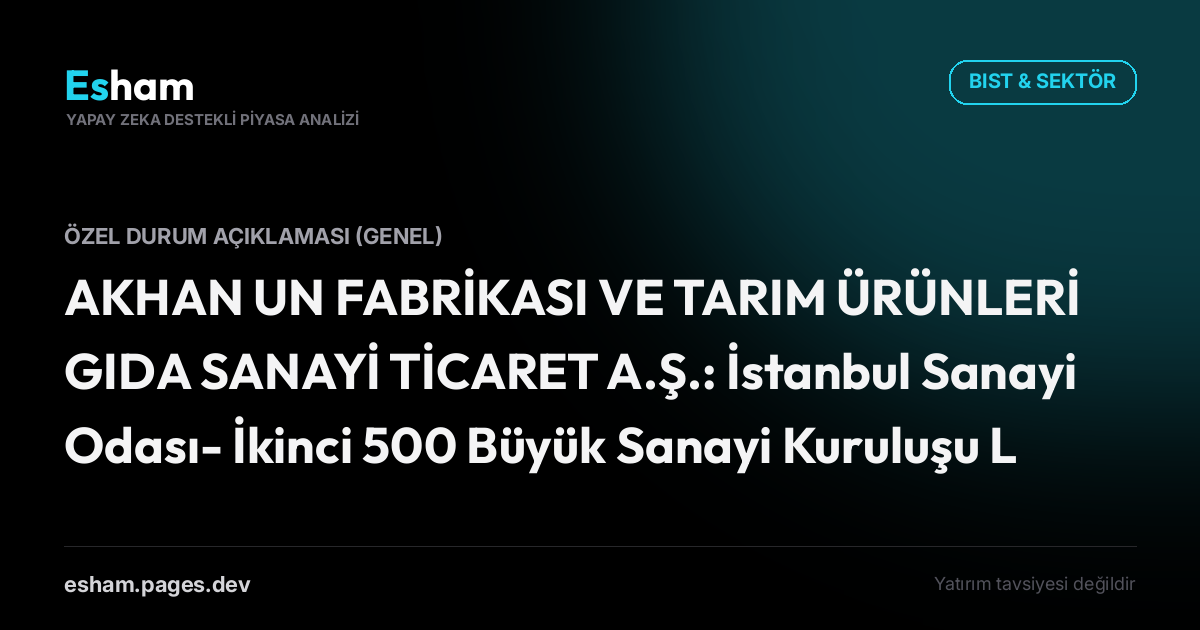 Esham
YAPAY ZEKA DESTEKLİ PİYASA ANALİZİ
BIST & SEKTÖR
ÖZEL DURUM AÇIKLAMASI (GENEL)
AKHAN UN FABRİKASI VE TARIM ÜRÜNLERİ
GIDA SANAYİ TİCARET A.Ş.: İstanbul Sanayi
Odası- İkinci 500 Büyük Sanayi Kuruluşu L
esham.pages.dev
Yatırım tavsiyesi değildir